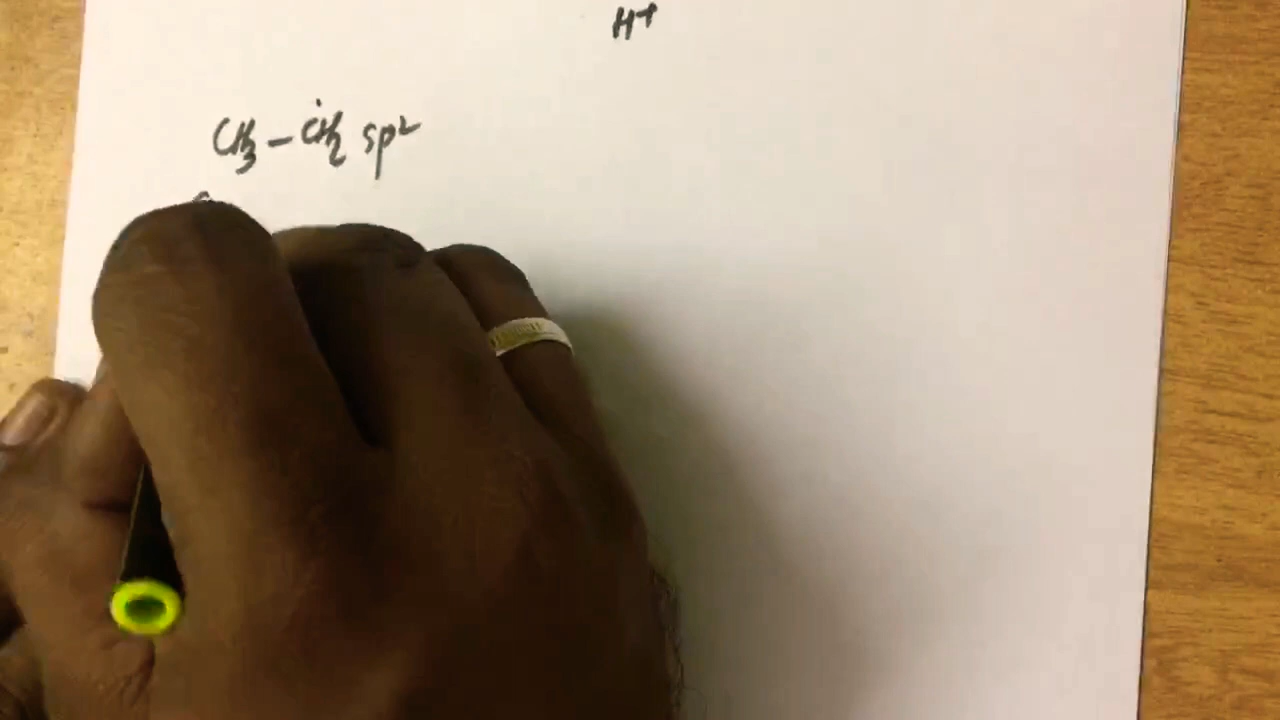 H⁺
CH₃ – ĊH₂ sp²